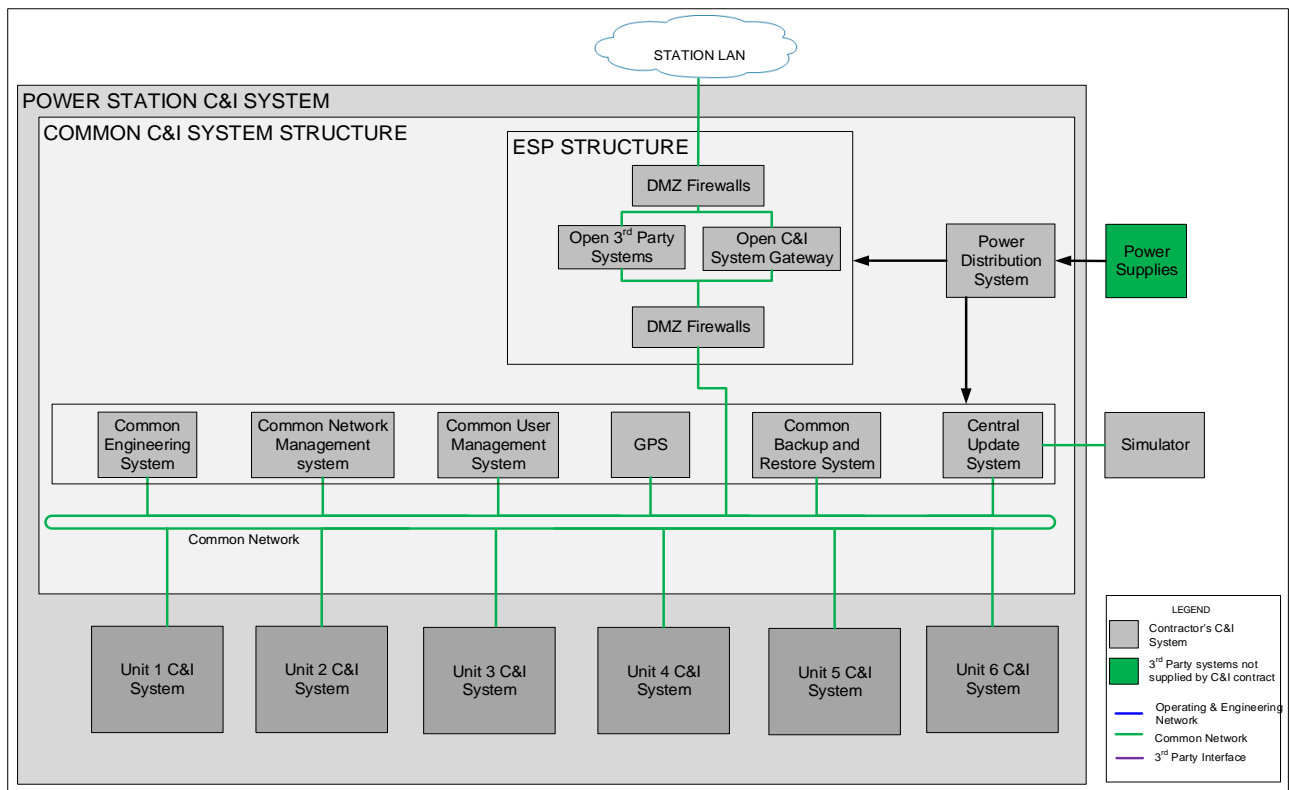 STATION LAN
POWER STATION C&I SYSTEM
COMMON C&I SYSTEM STRUCTURE
ESP STRUCTURE
DMZ Firewalls
Open 3rd Party
Systems
Open C&I
System Gateway
DMZ Firewalls
Power
Distribution
System
Power
Supplies
Common
Engineering
System
Common Network
Management
system
Common User
Management
System
GPS
Common
Backup and
Restore System
Central
Update
System
Simulator
Common Network
Unit 1 C&I
System
Unit 2 C&I
System
Unit 3 C&I
System
Unit 4 C&I
System
Unit 5 C&I
System
Unit 6 C&I
System
LEGEND
Contractor's C&I
System
3rd Party systems not
supplied by C&I contract
Operating & Engineering
Network
Common Network
3rd Party Interface